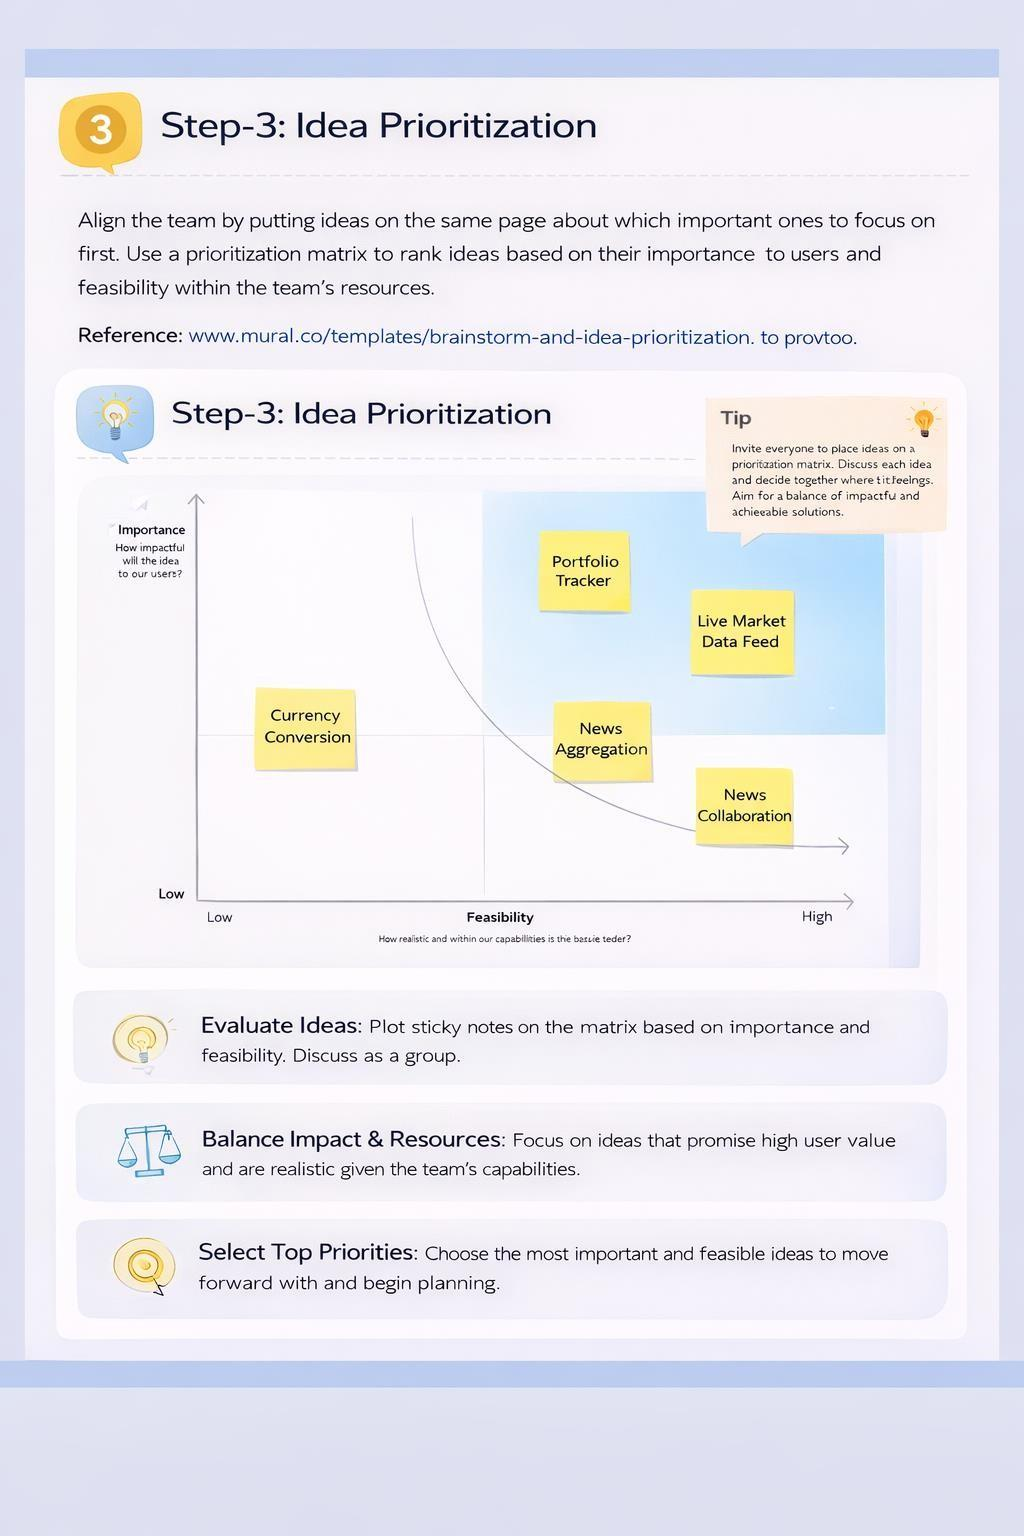 3
Step-3: Idea Prioritization
Align the team by putting ideas on the same page about which important ones to focus on
first. Use a prioritization matrix to rank ideas based on their importance to users and
feasibility within the team's resources.
Reference: www.mural.co/templates/brainstorm-and-idea-prioritization. to provtoo.
Step-3: Idea Prioritization
Tip
Invite everyone to place ideas on a
prioritization matrix. Discuss each idea
and decide together where
Aim for a balance of impactful and
solutions.
Importance
How impactful
will the idea
to our users?
Portfolio
Tracker
Live Market
Data Feed
Currency
Conversion
News
Aggregation
News
Collaboration
Low
Low
Feasibility
High
How realistic and within our capabilities is the
Evaluate Ideas: Plot sticky notes on the matrix based on importance and
feasibility. Discuss as a group.
Balance Impact & Resources: Focus on ideas that promise high user value
and are realistic given the team's capabilities.
Select Top Priorities: Choose the most important and feasible ideas to move
forward with and begin planning.